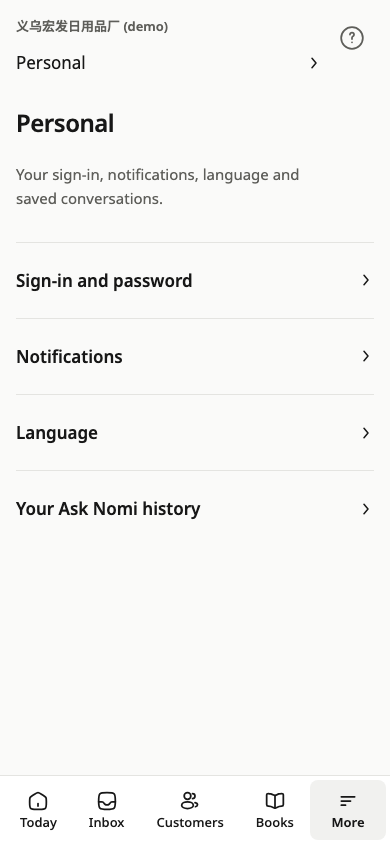 义乌宏发日用品厂 (demo)
Personal
Personal
Your sign-in, notifications, language and
saved conversations.
Sign-in and password
Notifications
Language
Your Ask Nomi history
Today
Inbox
Customers
Books
More